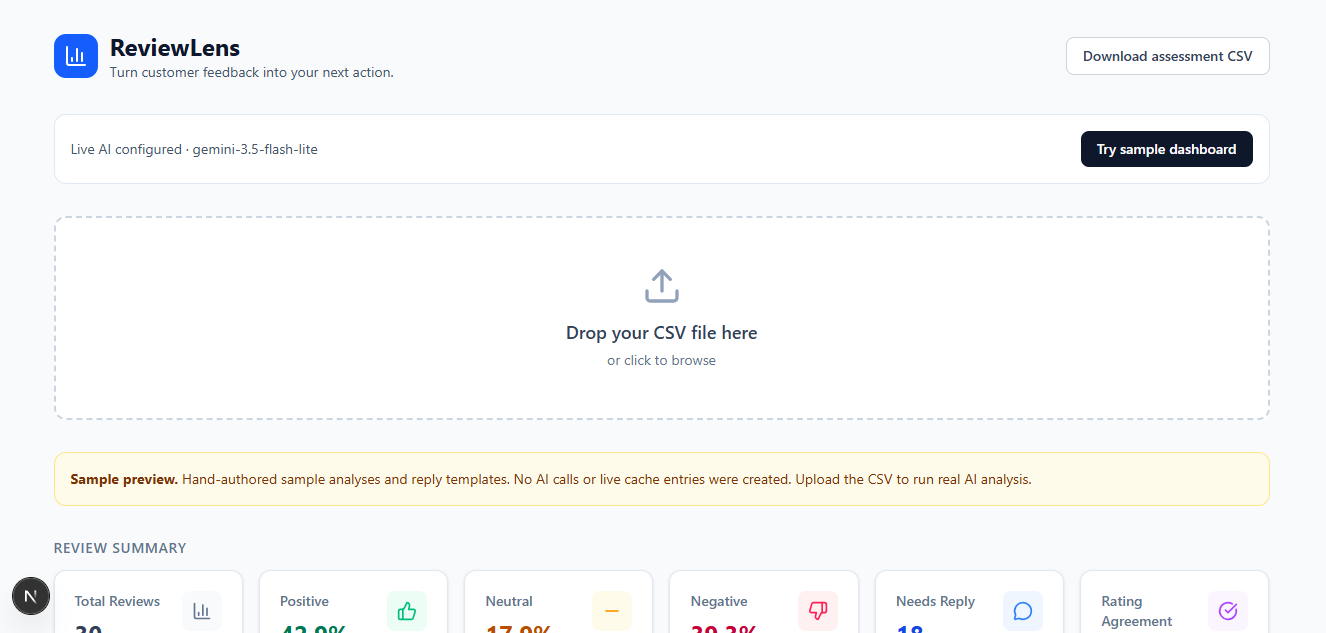 ReviewLens
Turn customer feedback into your next action.
Download assessment CSV
Live AI configured · gemini-3.5-flash-lite
Try sample dashboard
Drop your CSV file here
or click to browse
Sample preview. Hand-authored sample analyses and reply templates. No AI calls or live cache entries were created. Upload the CSV to run real AI analysis.
REVIEW SUMMARY
N
Total Reviews
Positive
Neutral
Negative
Needs Reply
Rating
Agreement